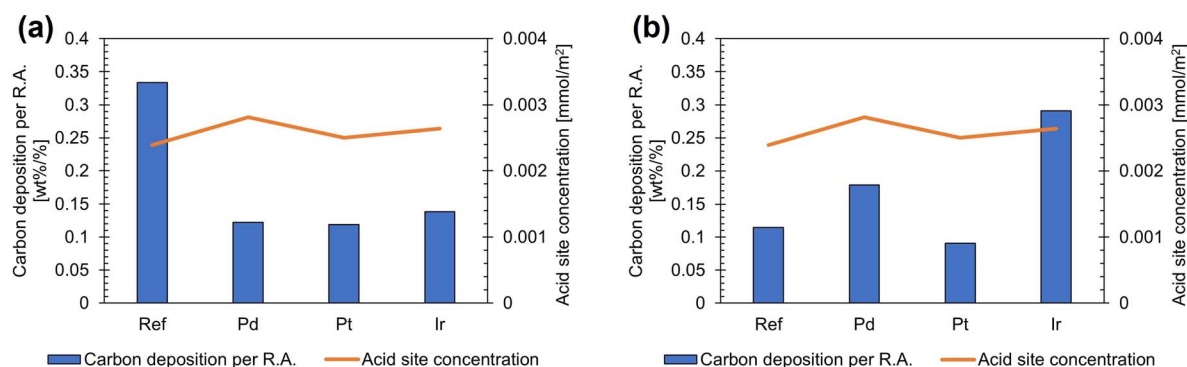 (a)
Carbon deposition per R.A.
[wt%/%]
0.4
0.35
0.3
0.25
0.2
0.15
0.1
0.05
0
Ref Pd Pt Ir
0.004
0.003
0.002
0.001
0
Acid site concentration [mmol/m²]
Carbon deposition per R.A. Acid site concentration
(b)
Carbon deposition per R.A.
[wt%/%]
0.4
0.35
0.3
0.25
0.2
0.15
0.1
0.05
0
Ref Pd Pt Ir
0.004
0.003
0.002
0.001
0
Acid site concentration [mmol/m²]
Carbon deposition per R.A. Acid site concentration